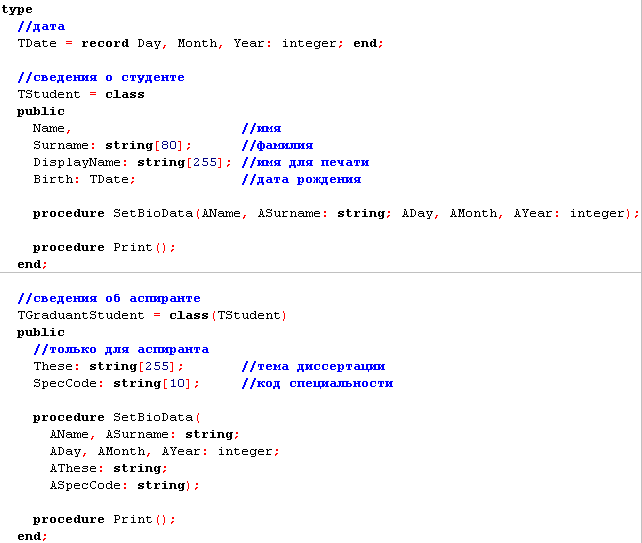 type
//дата
TDate = record Day, Month, Year: integer; end;
//сведения о студенте
TStudent = class
public
Name, //имя
Surname: string[80]; //фамилия
DisplayName: string[255]; //имя для печати
Birth: TDate; //дата рождения
procedure SetBioData(AName, ASurname: string; ADay, AMonth, AYear: integer);
procedure Print();
end;
//сведения об аспиранте
TGraduantStudent = class(TStudent)
public
//только для аспиранта
These: string[255]; //тема диссертации
SpecCode: string[10]; //код специальности
procedure SetBioData(
AName, ASurname: string;
ADay, AMonth, AYear: integer;
AThese: string;
ASpecCode: string);
procedure Print();
end;